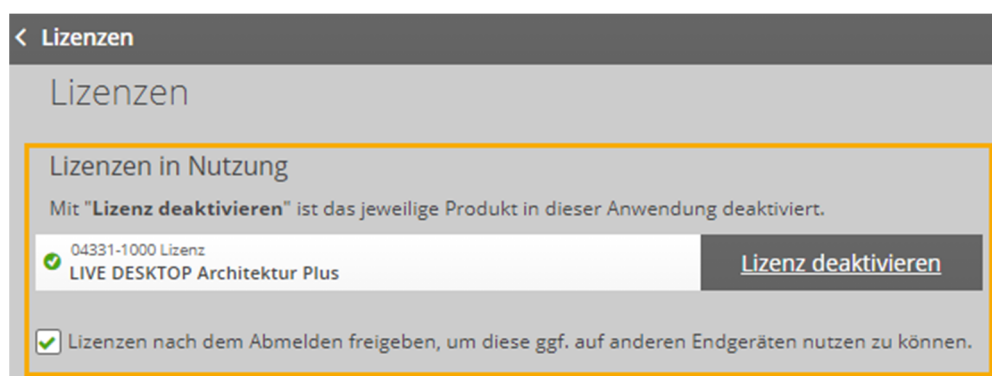 Lizenzen
Lizenzen
Lizenzen in Nutzung
Mit "Lizenz deaktivieren" ist das jeweilige Produkt in dieser Anwendung deaktiviert.
04331-1000 Lizenz
LIVE DESKTOP Architektur Plus
Lizenz deaktivieren
Lizenzen nach dem Abmelden freigeben, um diese ggf. auf anderen Endgeräten nutzen zu können.